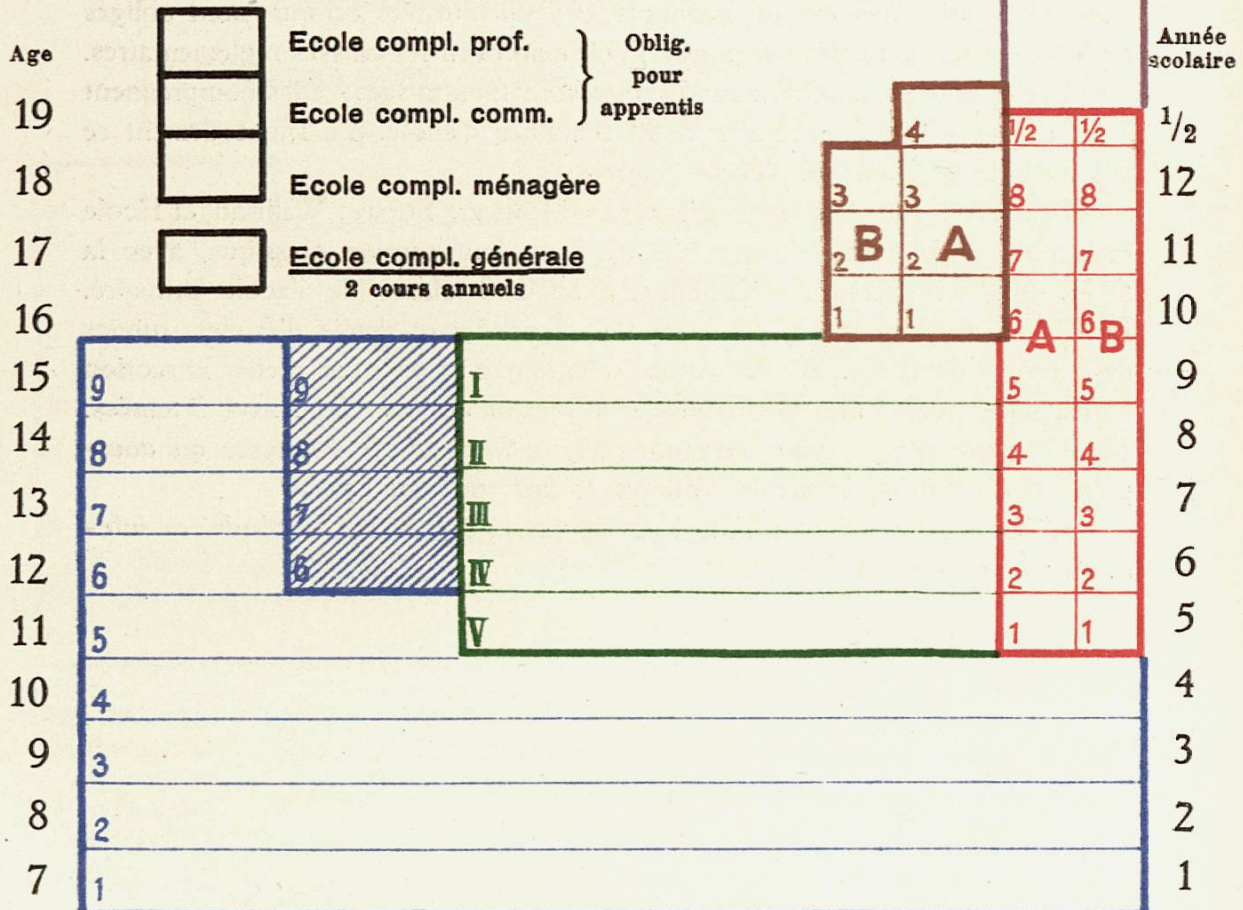 Age
Année
scolaire
Ecole compl. prof.
Ecole compl. comm.
Oblig.
pour
apprentis
Ecole compl. ménagère
Ecole compl. générale
2 cours annuels
19 4 1/2 1/2 1/2
18 3 3 8 8 12
17 B A 2 2 7 7 11
16 1 1 6 6 10
A B
15 9 9 I 5 5 9
14 8 8 II 4 4 8
13 7 7 III 3 3 7
12 6 6 IV 2 2 6
11 5 V 1 1 5
10 4 4
9 3 3
8 2 2
7 1 1